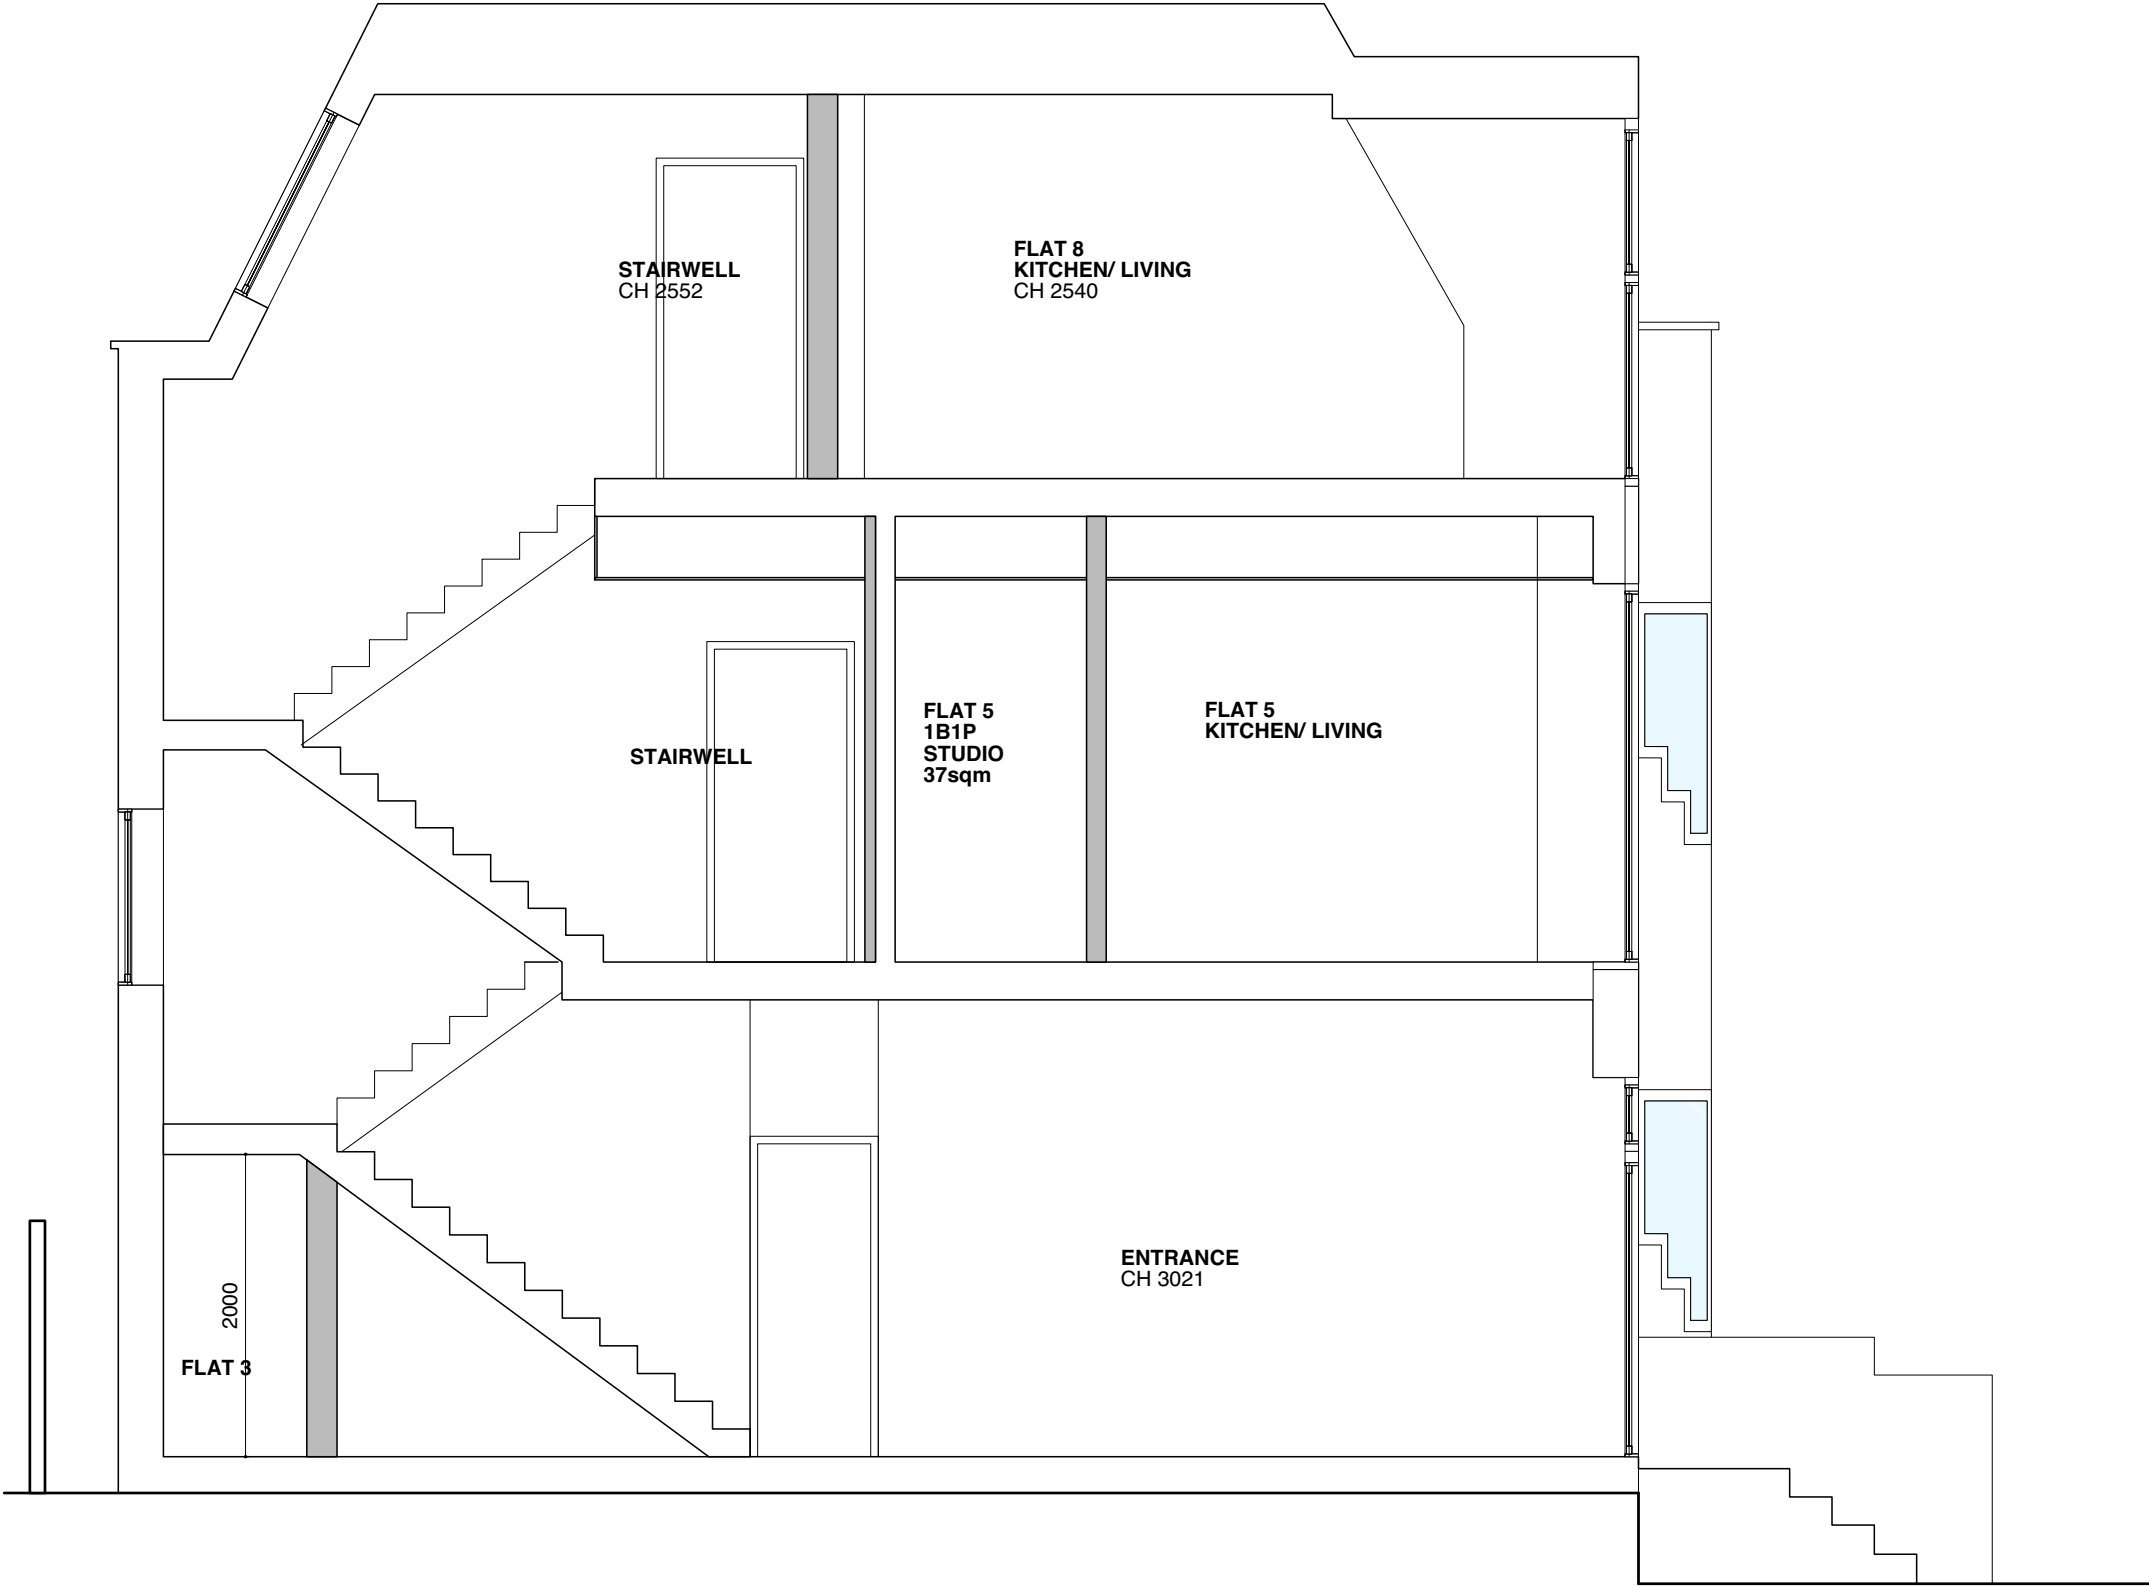 STAIRWELL
CH 2552
FLAT 8
KITCHEN/ LIVING
CH 2540
STAIRWELL
FLAT 5
1B1P
STUDIO
37sqm
FLAT 5
KITCHEN/ LIVING
ENTRANCE
CH 3021
2000
FLAT 3